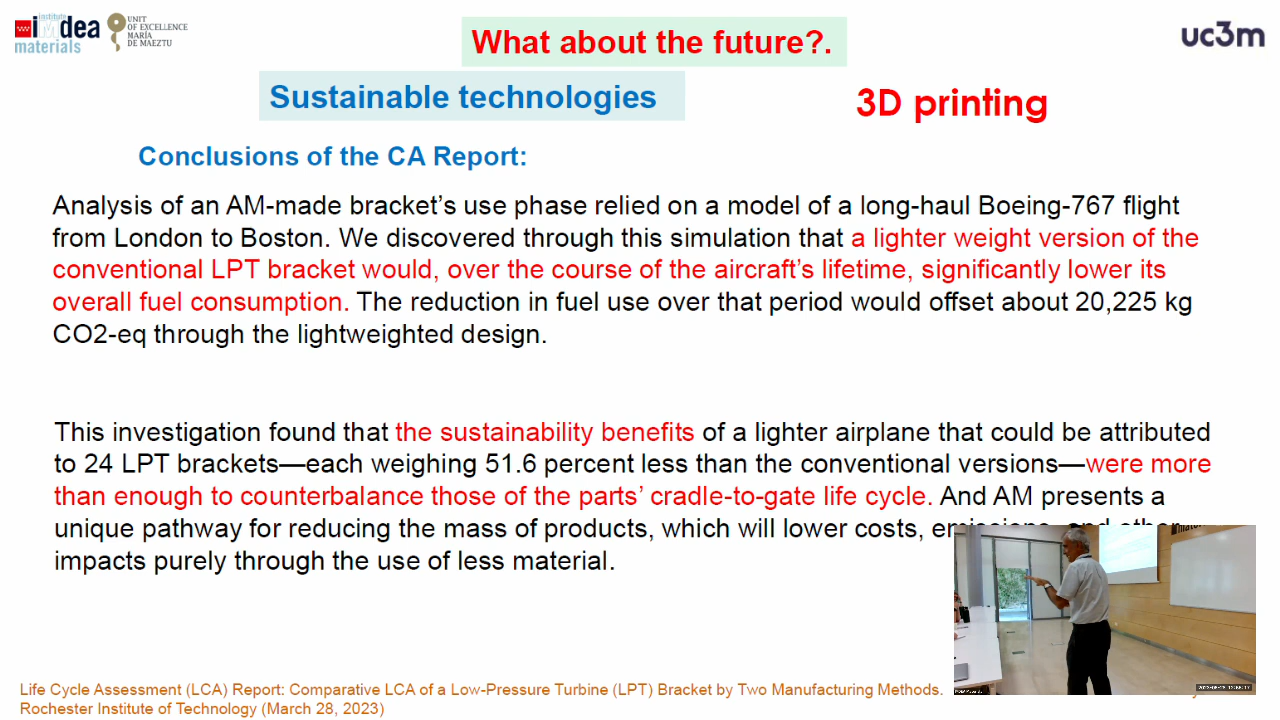 institute
iMdea
materials
UNIT
OF EXCELLENCE
MARÍA
DE MAEZTU
What about the future?.
uc3m
Sustainable technologies
3D printing
Conclusions of the CA Report:
Analysis of an AM-made bracket’s use phase relied on a model of a long-haul Boeing-767 flight
from London to Boston. We discovered through this simulation that a lighter weight version of the
conventional LPT bracket would, over the course of the aircraft’s lifetime, significantly lower its
overall fuel consumption. The reduction in fuel use over that period would offset about 20,225 kg
CO2-eq through the lightweighted design.
This investigation found that the sustainability benefits of a lighter airplane that could be attributed
to 24 LPT brackets—each weighing 51.6 percent less than the conventional versions—were more
than enough to counterbalance those of the parts’ cradle-to-gate life cycle. And AM presents a
unique pathway for reducing the mass of products, which will lower costs, emissions, and other
impacts purely through the use of less material.
Life Cycle Assessment (LCA) Report: Comparative LCA of a Low-Pressure Turbine (LPT) Bracket by Two Manufacturing Methods.
Rochester Institute of Technology (March 28, 2023)